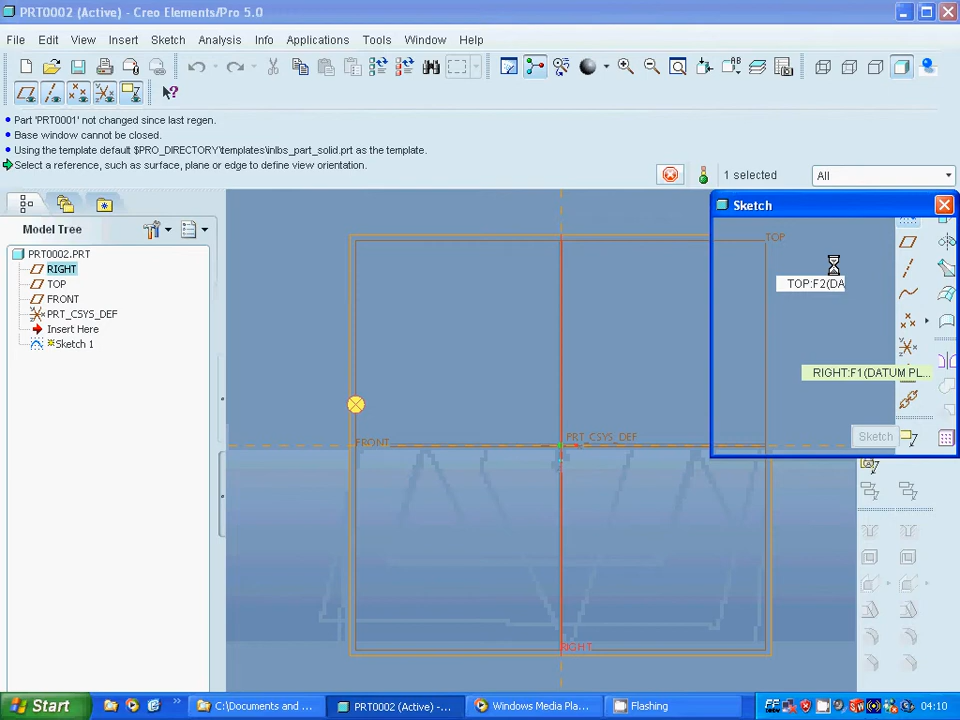 PRT0002 (Active) - Creo Elements/Pro 5.0
File Edit View Insert Sketch Analysis Info Applications Tools Window Help
Part 'PRT0001' not changed since last regen.
Base window cannot be closed.
Using the template default $PRO_DIRECTORY\templates\inlbs_part_solid.prt as the template.
Select a reference, such as surface, plane or edge to define view orientation.
1 selected
All
Model Tree
PRT0002.PRT
RIGHT
TOP
FRONT
PRT_CSYS_DEF
Insert Here
Sketch 1
Sketch
TOP
TOP:F2(DA
RIGHT:F1(DATUM PL...
Sketch
FRONT
PRT_CSYS_DEF
RIGHT
Start
C:\Documents and ...
PRT0002 (Active) -...
Windows Media Pla...
Flashing
04:10